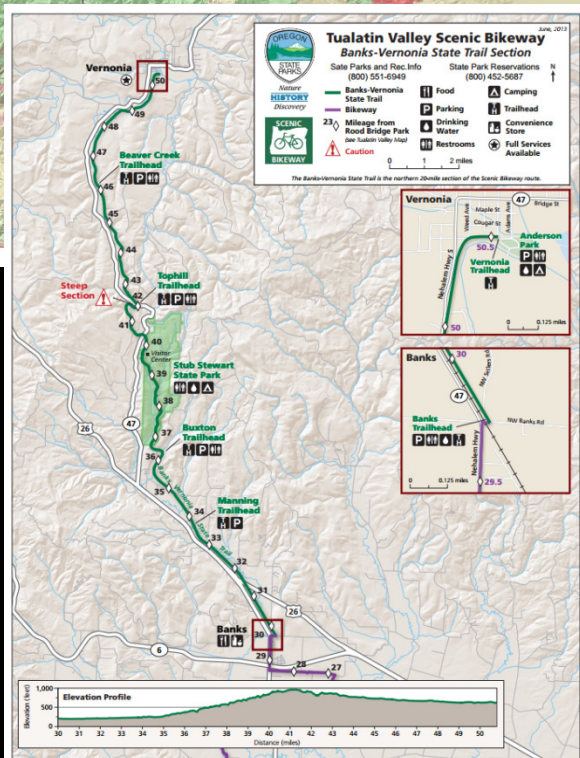 June, 2013
Tualatin Valley Scenic Bikeway
Banks-Vernonia State Trail Section
OREGON
STATE
PARKS
Nature
HISTORY
Discovery
SCENIC
BIKEWAY
Sate Parks and Rec.Info
(800) 551-6949
State Park Reservations
(800) 452-5687
N
Banks-Vernonia
State Trail
Bikeway
23 Mileage from
Rood Bridge Park
(see Tualatin Valley Map)
Caution
Food
Parking
Drinking
Water
Restrooms
Camping
Trailhead
Convenience
Store
Full Services
Available
0 1 2 miles
The Banks-Vernonia State Trail is the northern 20-mile section of the Scenic Bikeway route.
Vernonia
50
49
48
47
Beaver Creek
Trailhead
46
45
44
43
Tophill
Trailhead
Steep
Section
42
41
40
Visitor
Center
39
Stub Stewart
State Park
38
47
26
37
Buxton
Trailhead
36
35
Banks - Vernonia State Trail
34
Manning
Trailhead
33
32
31
26
Banks
30
29
6
28
27
Vernonia
47
Bridge St
Maple St
Cougar St
Weed Ave
Adams Ave
Anderson
Park
50.5
Vernonia
Trailhead
Nehalem Hwy S
50
0 0.125 miles
Banks
30
NW Sellers Rd
47
NW Banks Rd
Banks
Trailhead
Nehalem Hwy
29.5
0 0.125 miles
Elevation Profile
Elevation (feet)
1,000
500
0
30 31 32 33 34 35 36 37 38 39 40 41 42 43 44 45 46 47 48 49 50
Distance (miles)